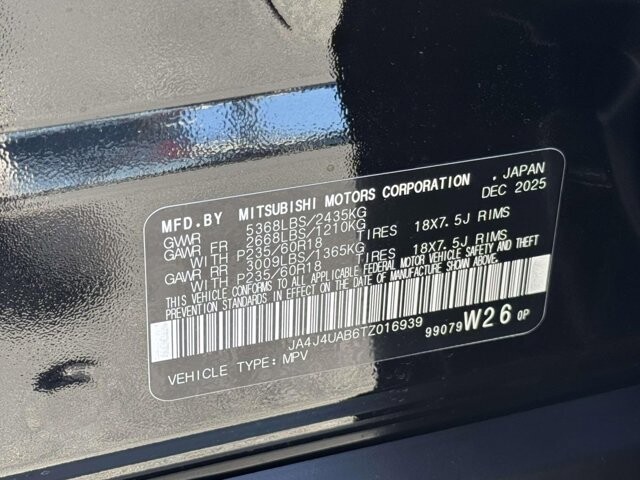 MFD.BY MITSUBISHI MOTORS CORPORATION , JAPAN
GVWR 5368LBS/2435KG DEC 2025
GAWR FR 2668LBS/1210KG TIRES
WITH P235/60R18 18X7.5J RIMS
GAWR RR 3009LBS/1365KG TIRES
WITH P235/60R18 18X7.5J RIMS
THIS VEHICLE CONFORMS TO ALL APPLICABLE FEDERAL MOTOR VEHICLE SAFETY AND THEFT
PREVENTION STANDARDS IN EFFECT ON THE DATE OF MANUFACTURE SHOWN ABOVE.
JA4J4UAB6TZ016939 99079 W26 0P
VEHICLE TYPE: MPV